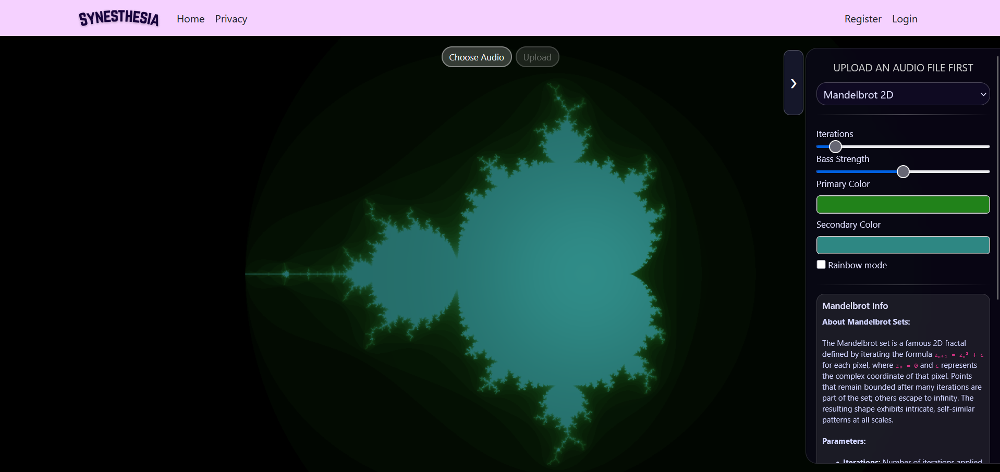 SYNESTHESIA
Home Privacy
Register Login
Choose Audio Upload
❯
UPLOAD AN AUDIO FILE FIRST
Mandelbrot 2D
Iterations
Bass Strength
Primary Color
Secondary Color
Rainbow mode
Mandelbrot Info
About Mandelbrot Sets:
The Mandelbrot set is a famous 2D fractal
defined by iterating the formula zₙ₊₁ = zₙ² + c
for each pixel, where z₀ = 0 and c represents
the complex coordinate of that pixel. Points
that remain bounded after many iterations are
part of the set; others escape to infinity. The
resulting shape exhibits intricate, self-similar
patterns at all scales.
Parameters:
• Iterations: Number of iterations applied